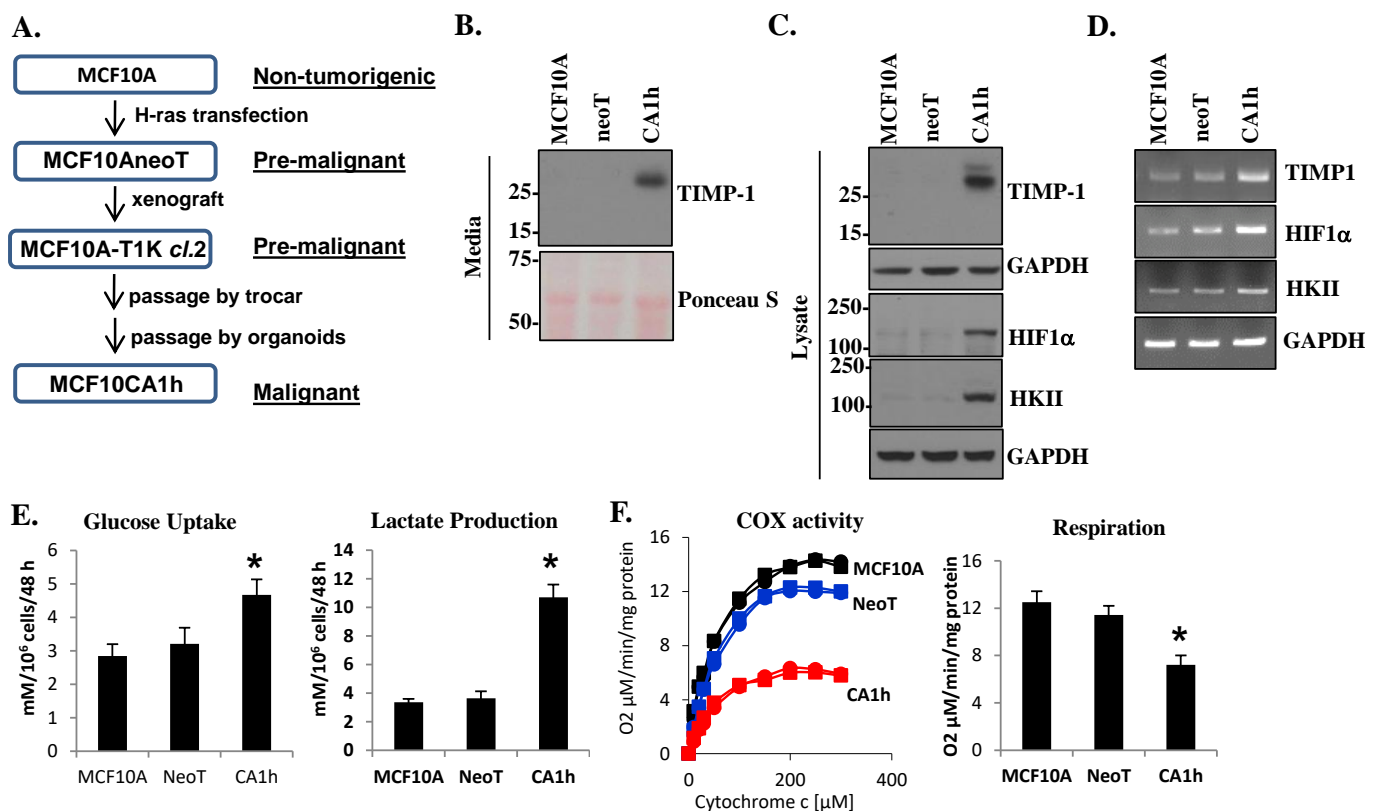 A.
MCF10A
Non-tumorigenic
H-ras transfection
MCF10AneoT
Pre-malignant
xenograft
MCF10A-T1K cl.2
Pre-malignant
passage by trocar
passage by organoids
MCF10CA1h
Malignant
B.
MCF10A
neoT
CA1h
Media
25
15
TIMP-1
75
50
Ponceau S
C.
MCF10A
neoT
CA1h
Lysate
25
15
TIMP-1
GAPDH
250
100
HIF1α
250
100
HKII
GAPDH
D.
MCF10A
neoT
CA1h
TIMP1
HIF1α
HKII
GAPDH
E.
Glucose Uptake
mM/10⁶ cells/48 h
6
5
4
3
2
1
0
*
MCF10A NeoT CA1h
Lactate Production
mM/10⁶ cells/48 h
14
12
10
8
6
4
2
0
*
MCF10A NeoT CA1h
F.
COX activity
O2 µM/min/mg protein
16
12
8
4
0
MCF10A
NeoT
CA1h
0 200 400
Cytochrome c [µM]
Respiration
O2 µM/min/mg protein
16
12
8
4
0
*
MCF10A NeoT CA1h